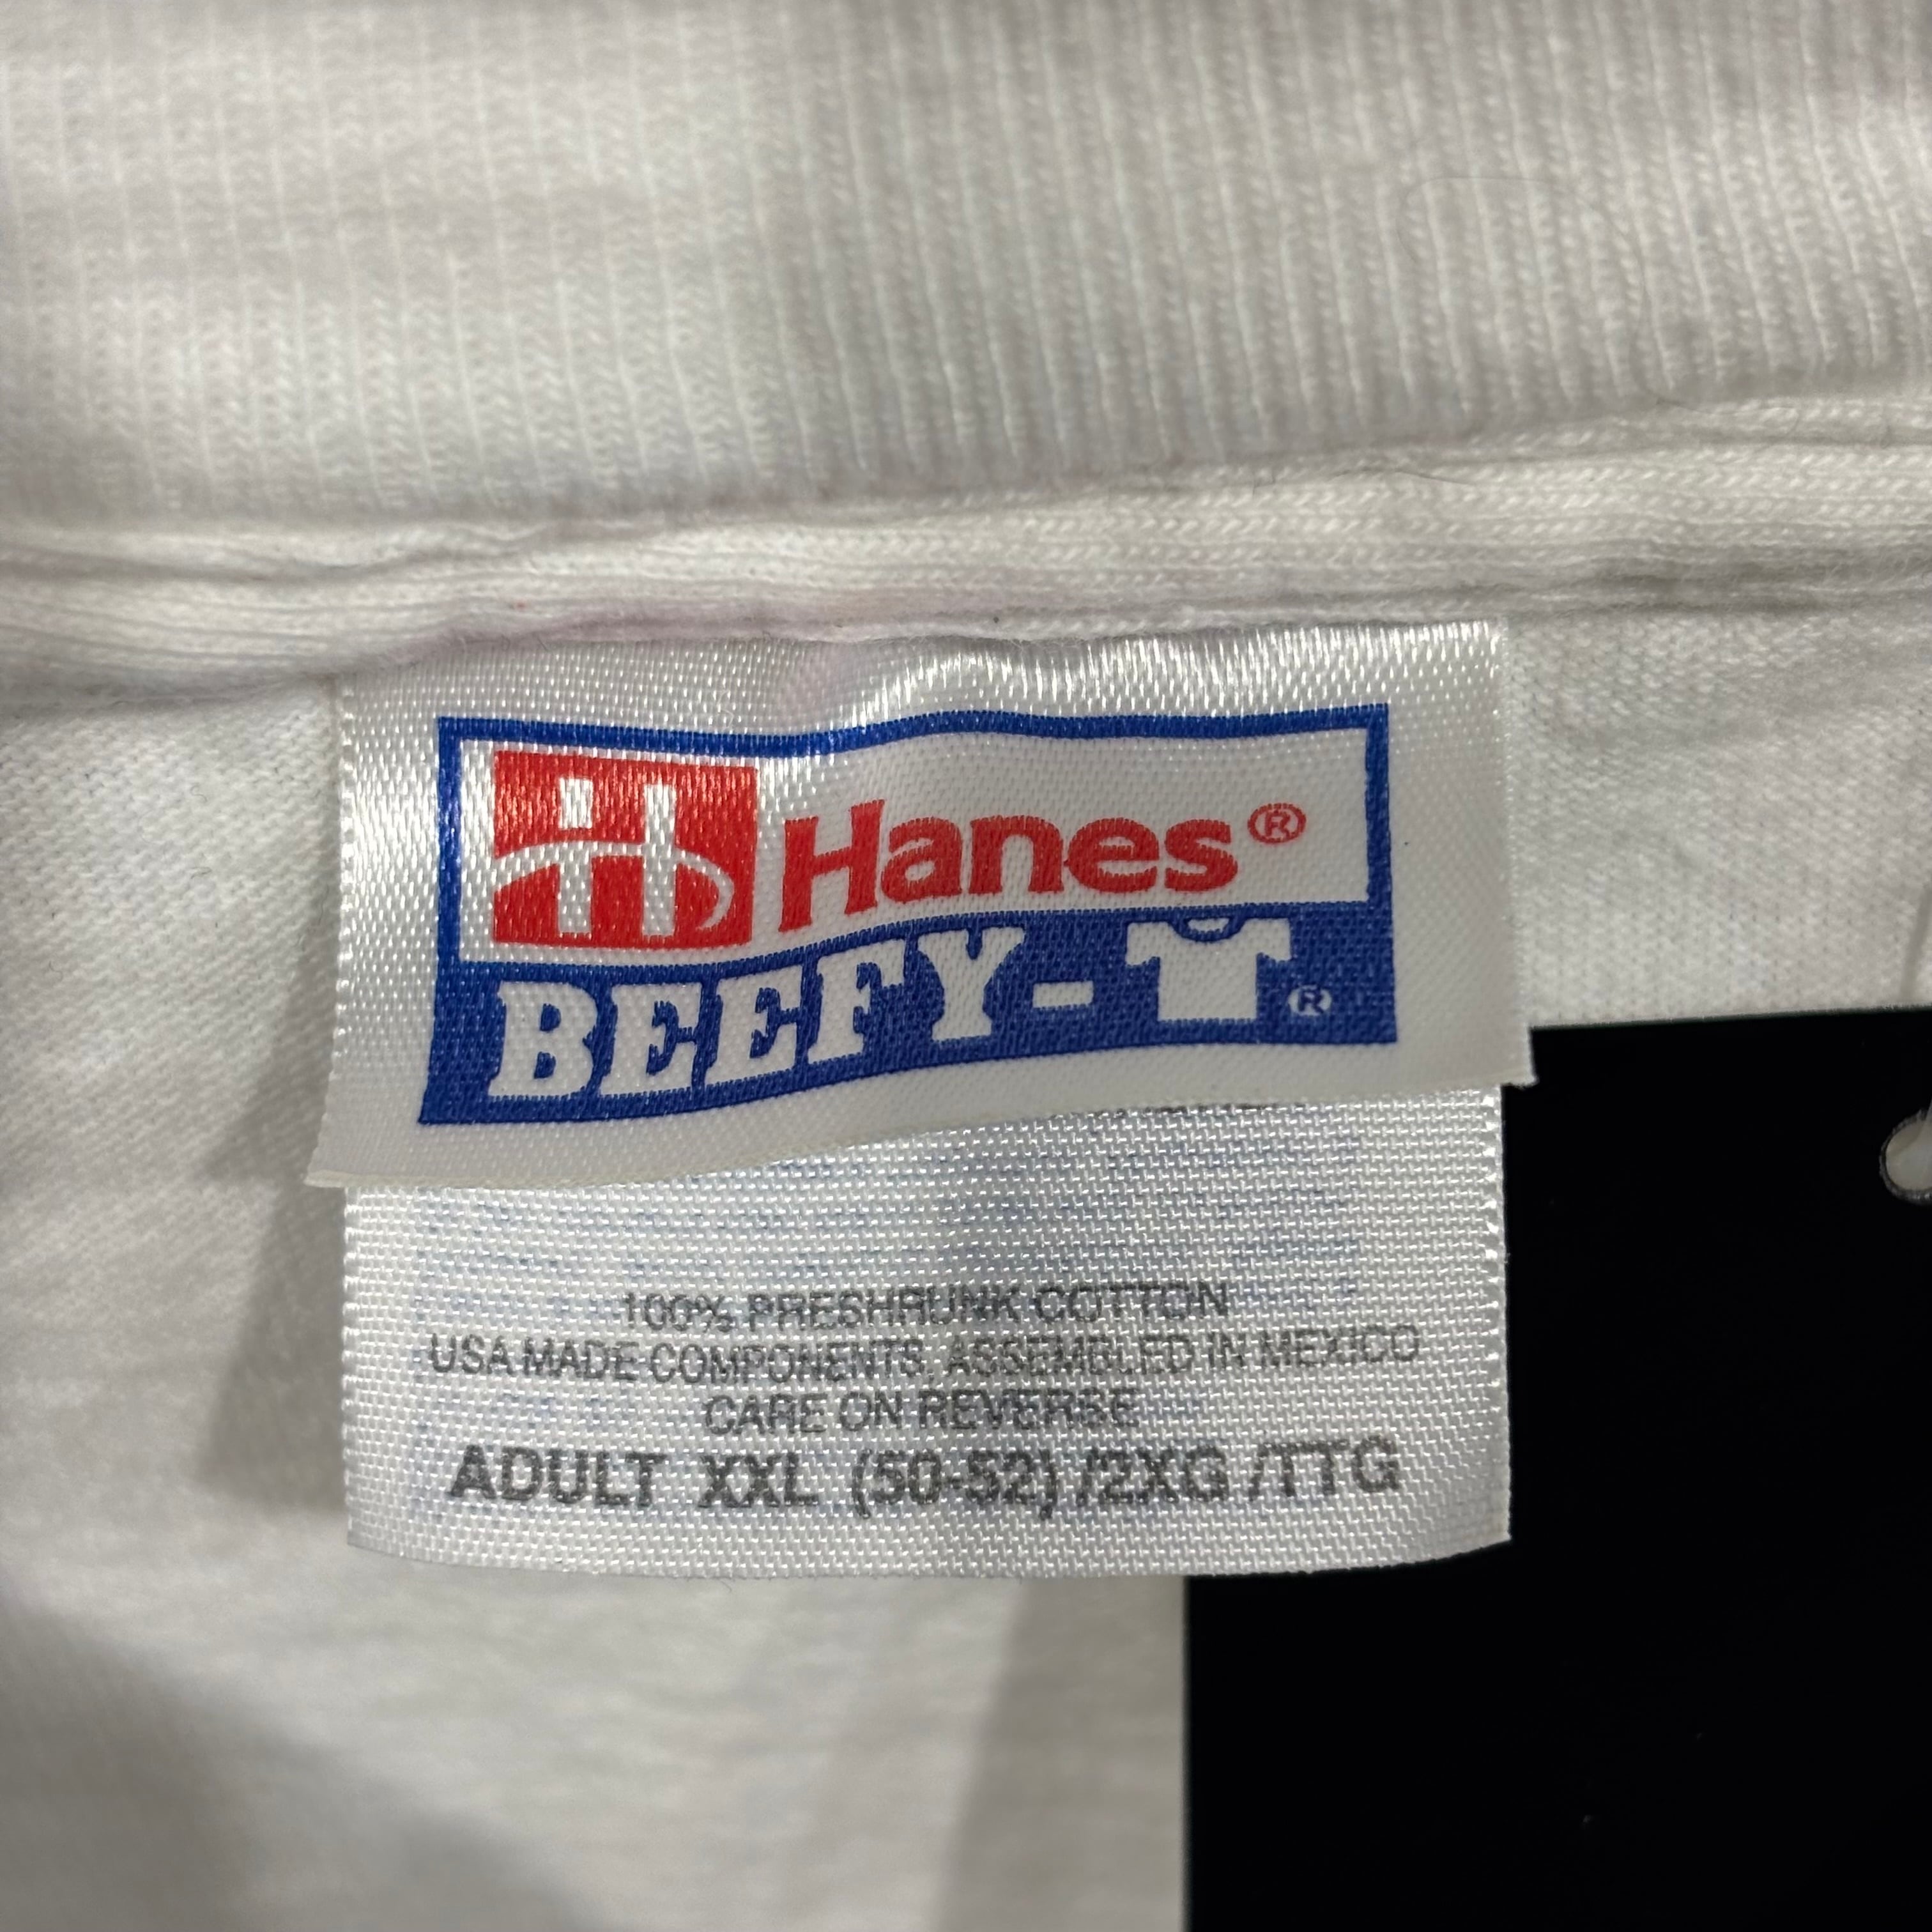 Hanes®
BEEFY-T®
100% PRESHRUNK COTTON
USA MADE COMPONENTS, ASSEMBLED IN MEXICO
CARE ON REVERSE
ADULT XXL (50-52)/2XG/TTG